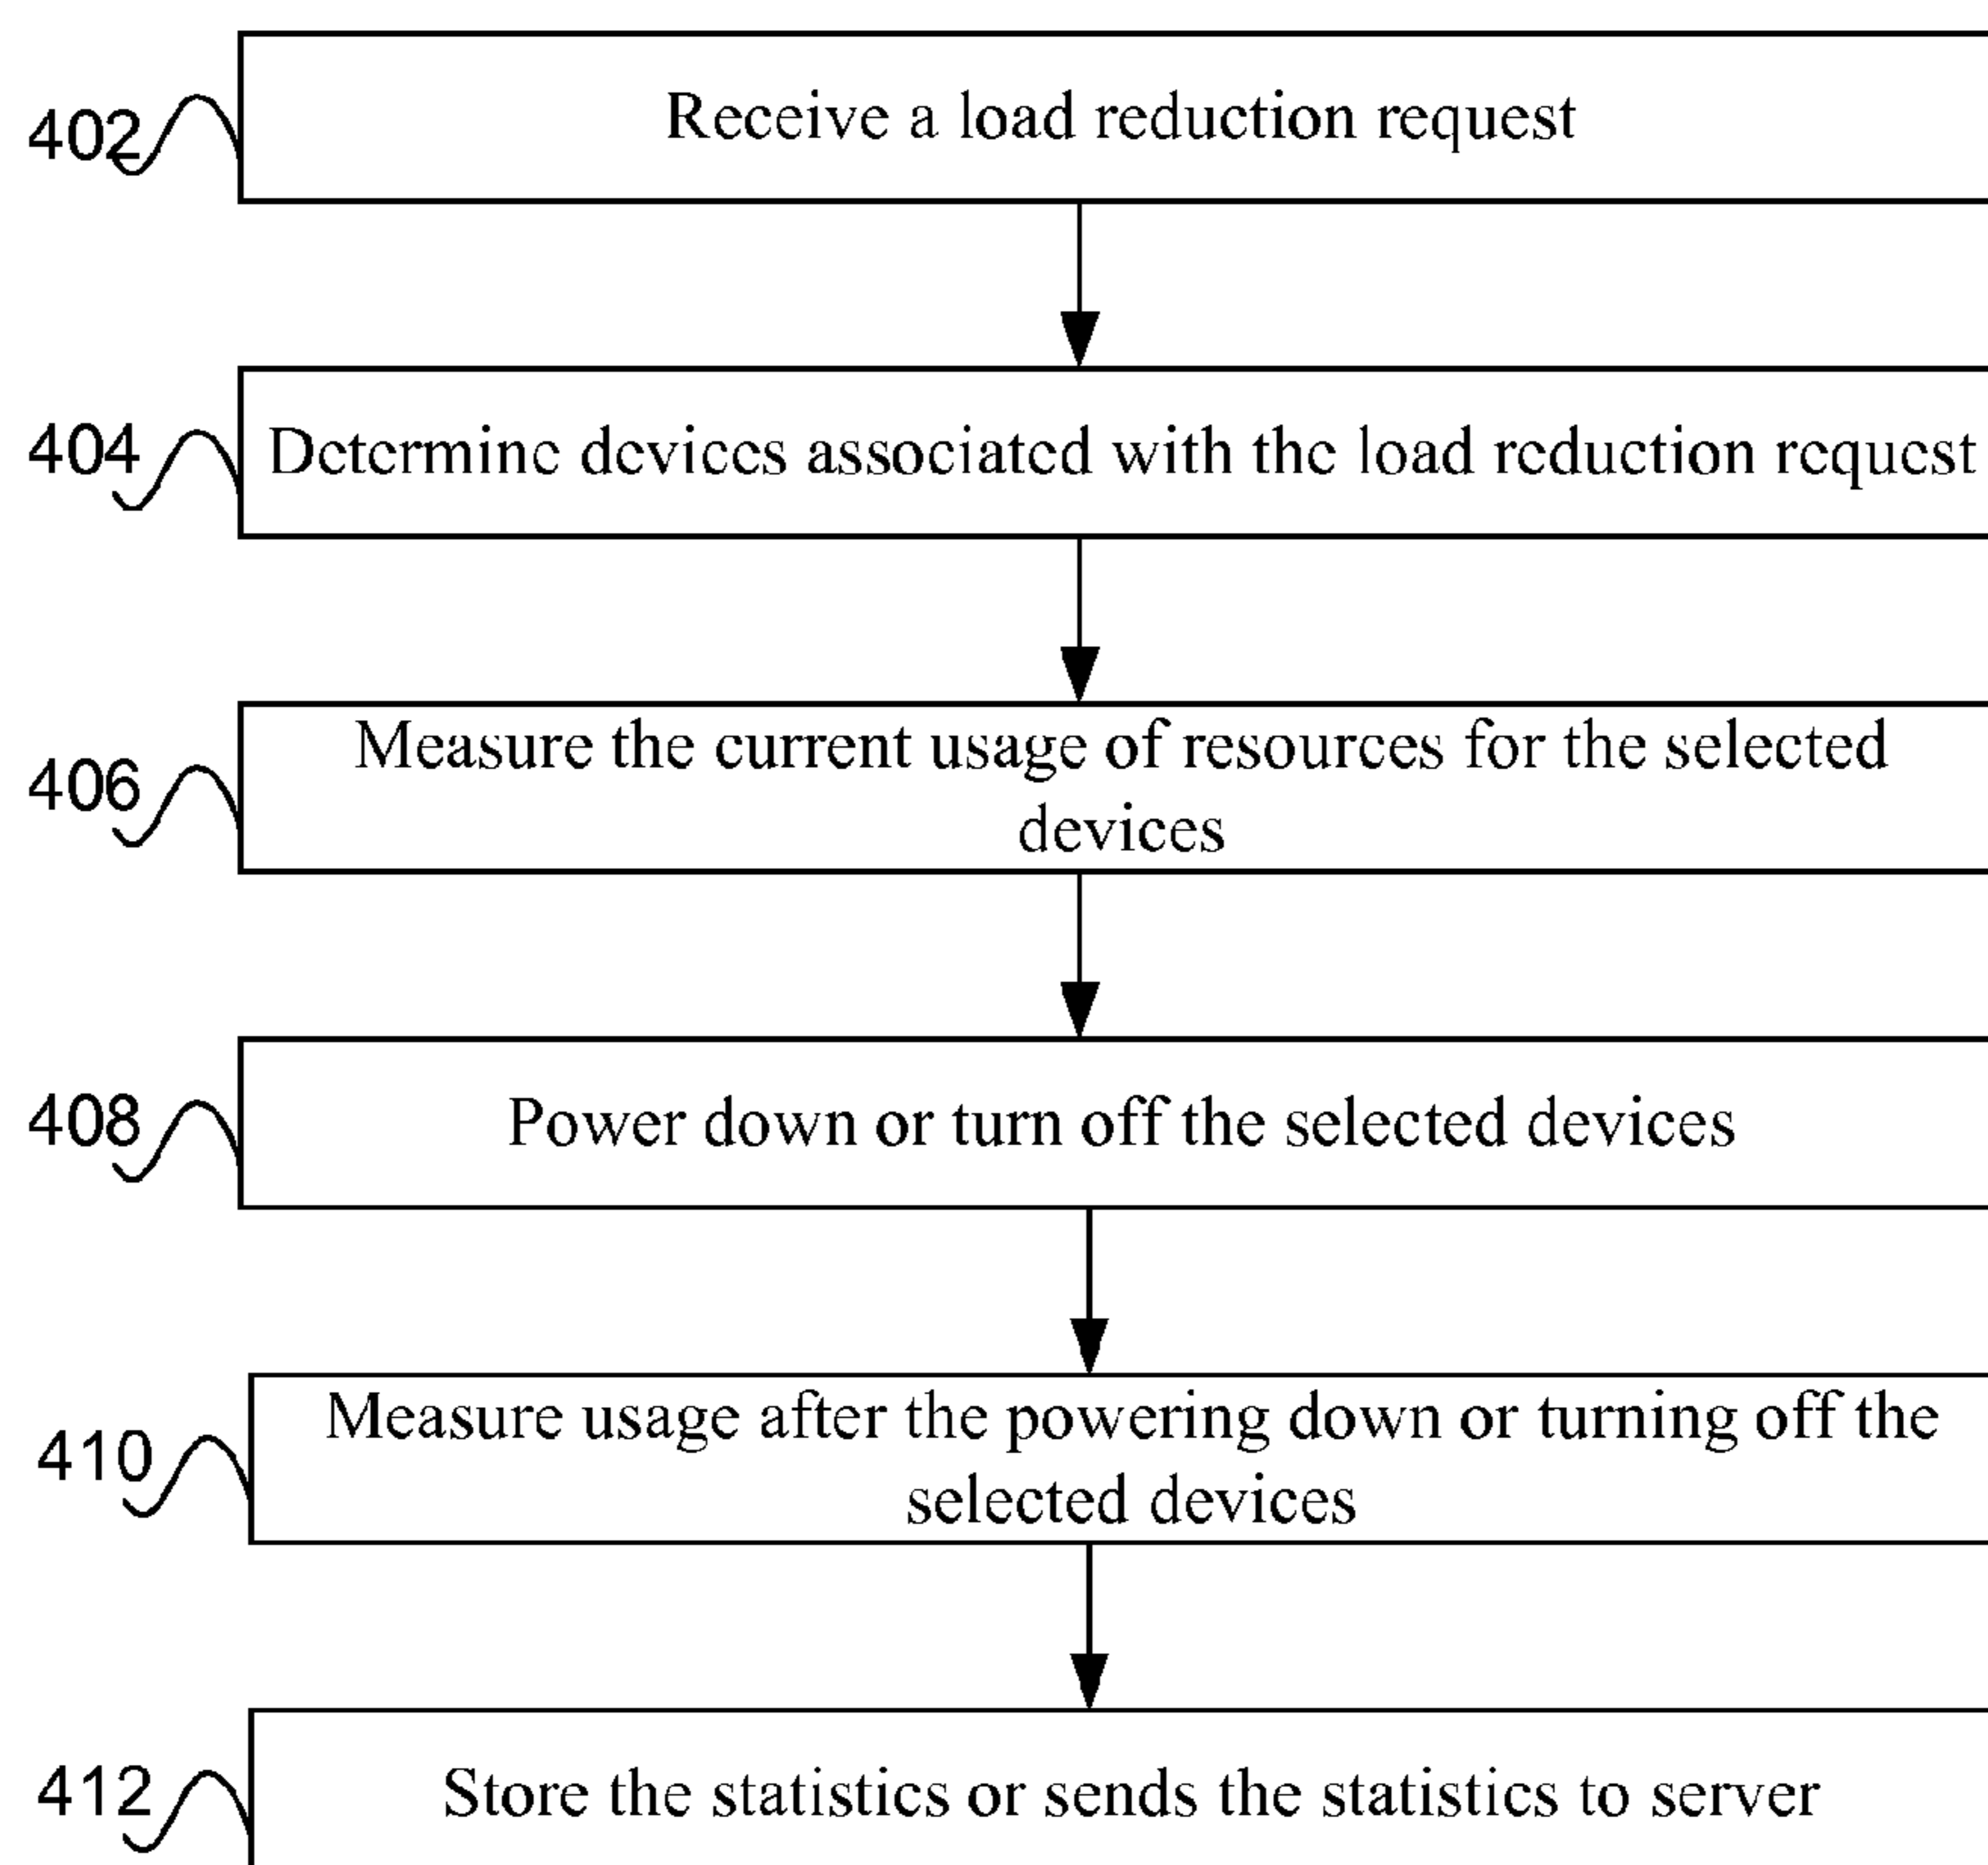 402
Receive a load reduction request
404
Determine devices associated with the load reduction request
406
Measure the current usage of resources for the selected
devices
408
Power down or turn off the selected devices
410
Measure usage after the powering down or turning off the
selected devices
412
Store the statistics or sends the statistics to server